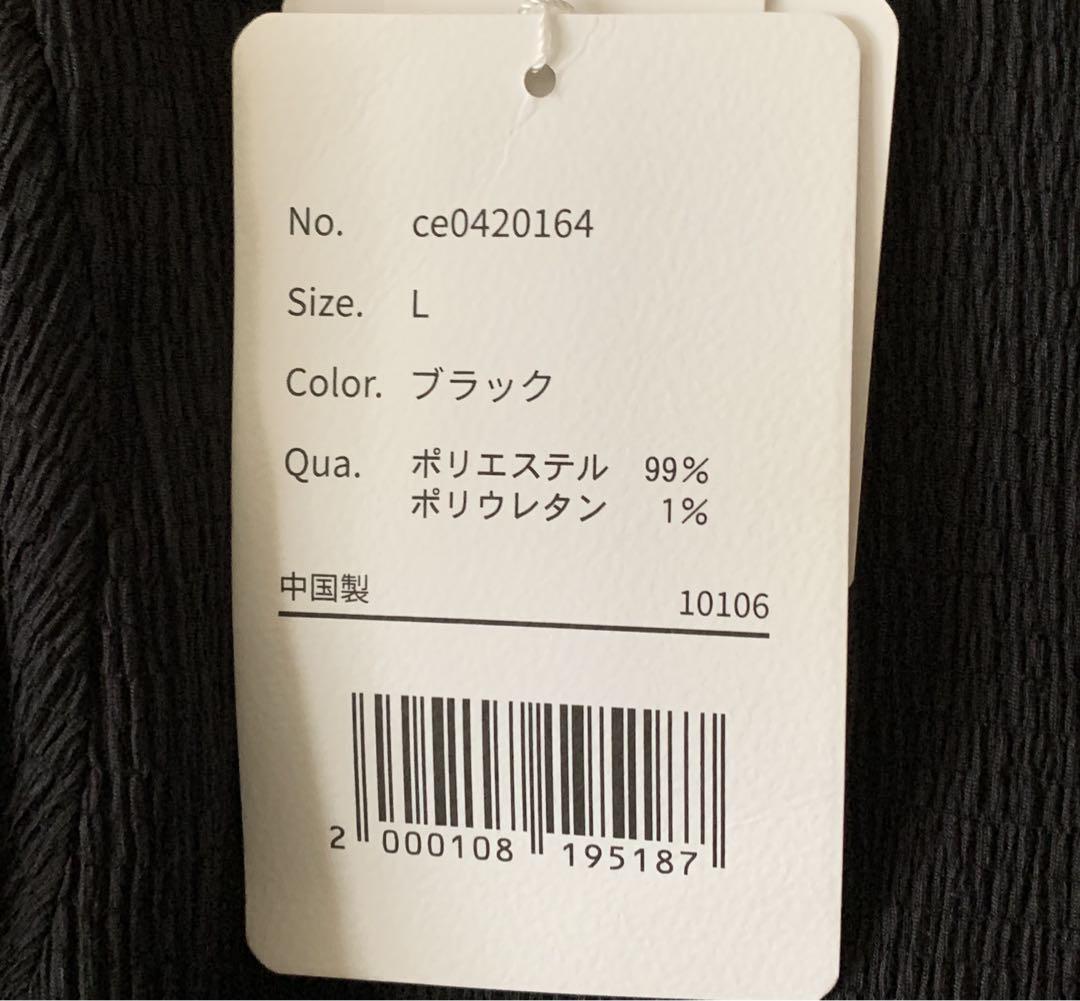 No. ce0420164
Size. L
Color. ブラック
Qua. ポリエステル 99%
ポリウレタン 1%
中国製 10106
2 000108 195187